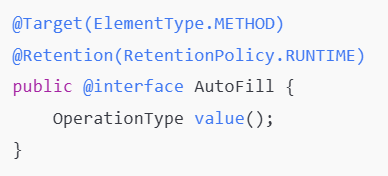 @Target(ElementType.METHOD)
@Retention(RetentionPolicy.RUNTIME)
public @interface AutoFill {
    OperationType value();
}